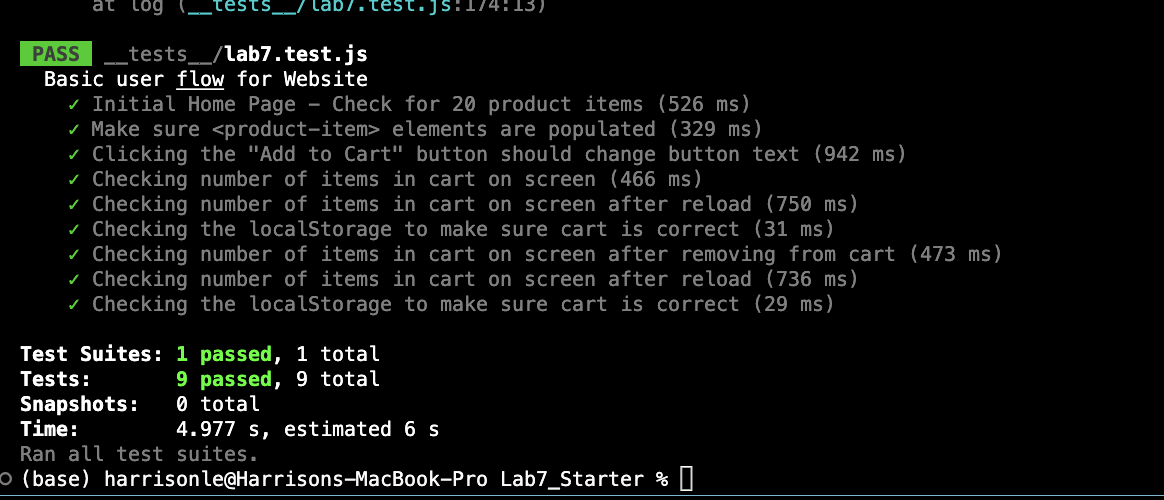 at log (__tests__/lab7.test.js:174:13)
PASS __tests__/lab7.test.js
Basic user flow for Website
✓ Initial Home Page – Check for 20 product items (526 ms)
✓ Make sure <product-item> elements are populated (329 ms)
✓ Clicking the "Add to Cart" button should change button text (942 ms)
✓ Checking number of items in cart on screen (466 ms)
✓ Checking number of items in cart on screen after reload (750 ms)
✓ Checking the localStorage to make sure cart is correct (31 ms)
✓ Checking number of items in cart on screen after removing from cart (473 ms)
✓ Checking number of items in cart on screen after reload (736 ms)
✓ Checking the localStorage to make sure cart is correct (29 ms)
Test Suites: 1 passed, 1 total
Tests: 9 passed, 9 total
Snapshots: 0 total
Time: 4.977 s, estimated 6 s
Ran all test suites.
(base) harrisonle@Harrisons-MacBook-Pro Lab7_Starter %